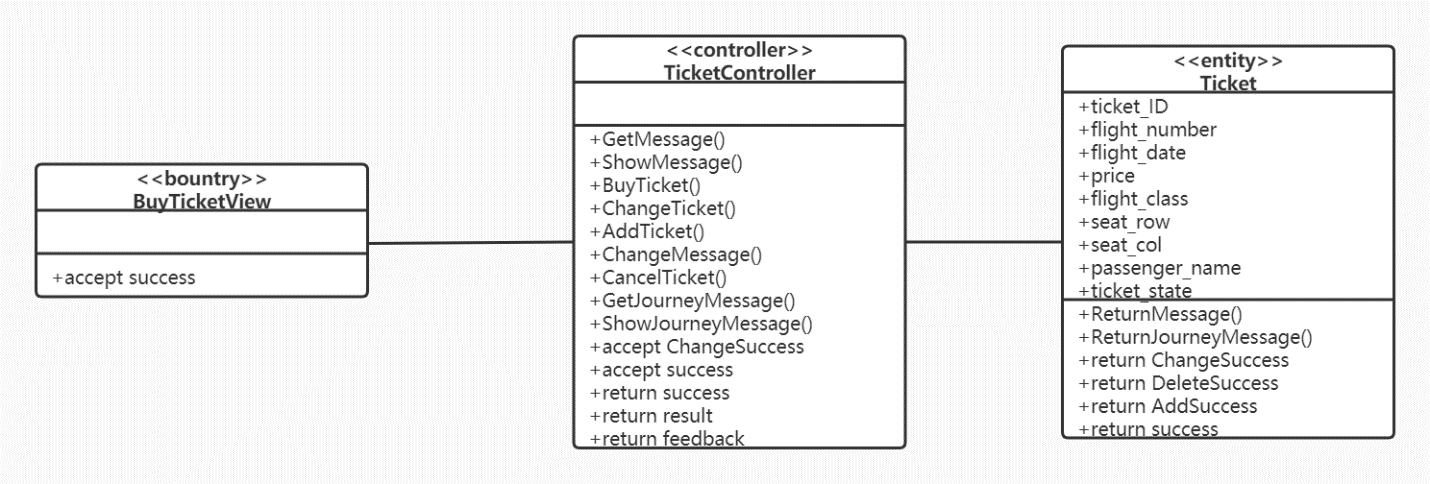 <<bountry>>
BuyTicketView
+accept success
<<controller>>
TicketController
+GetMessage()
+ShowMessage()
+BuyTicket()
+ChangeTicket()
+AddTicket()
+ChangeMessage()
+CancelTicket()
+GetJourneyMessage()
+ShowJourneyMessage()
+accept ChangeSuccess
+accept success
+return success
+return result
+return feedback
<<entity>>
Ticket
+ticket_ID
+flight_number
+flight_date
+price
+flight_class
+seat_row
+seat_col
+passenger_name
+ticket_state
+ReturnMessage()
+ReturnJourneyMessage()
+return ChangeSuccess
+return DeleteSuccess
+return AddSuccess
+return success